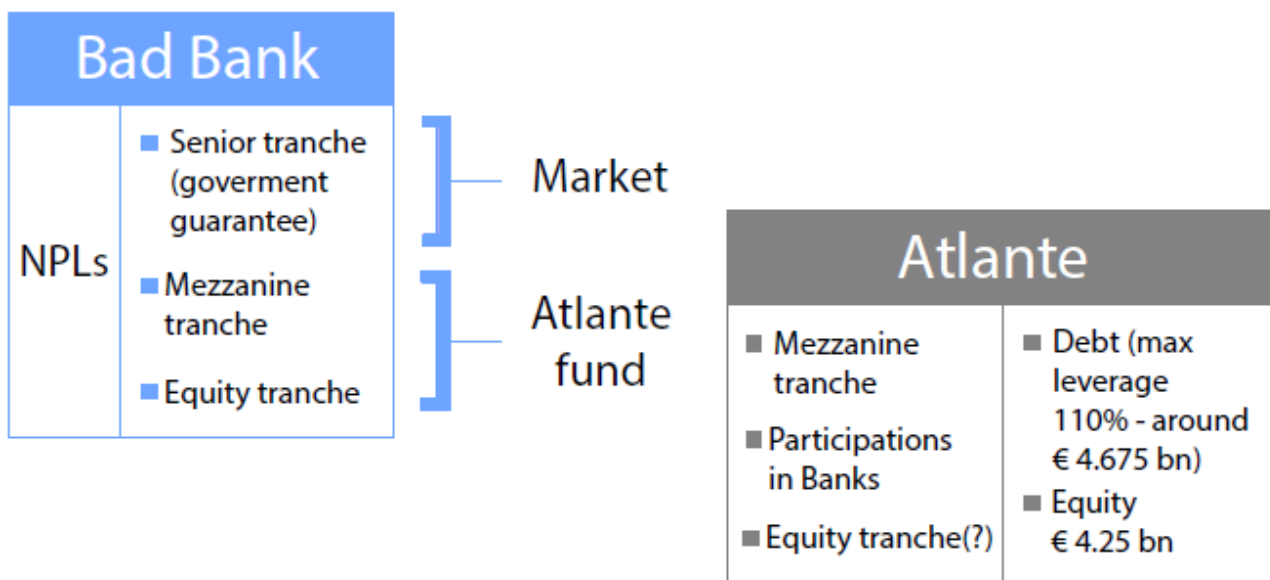 Bad Bank
NPLs
Senior tranche
(goverment
guarantee)
Mezzanine
tranche
Equity tranche
Market
Atlante
fund
Atlante
Mezzanine
tranche
Participations
in Banks
Equity tranche(?)
Debt (max
leverage
110% - around
€ 4.675 bn)
Equity
€ 4.25 bn